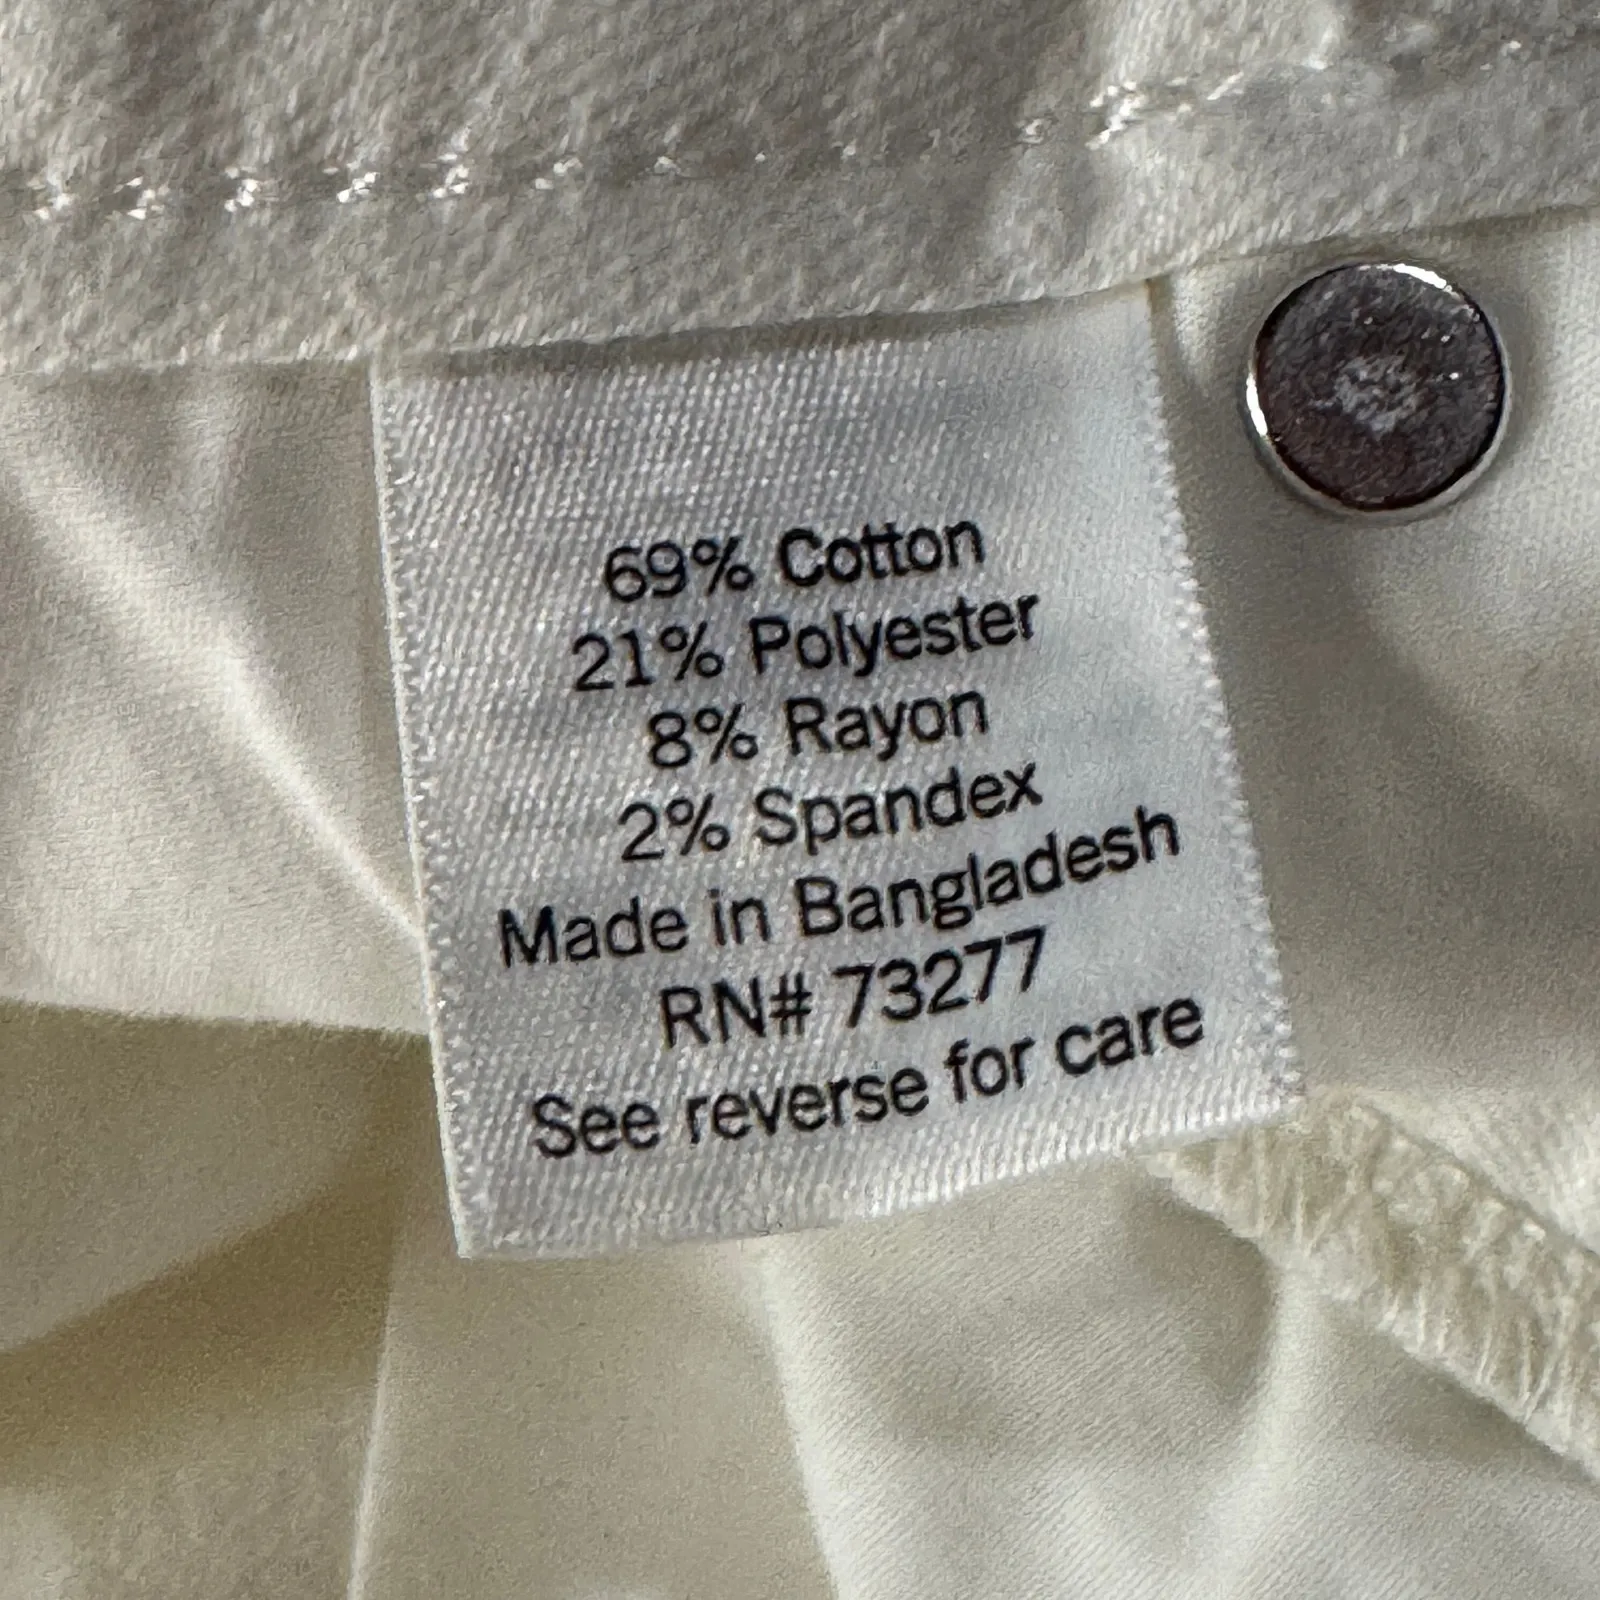 69% Cotton
21% Polyester
8% Rayon
2% Spandex
Made in Bangladesh
RN# 73277
See reverse for care